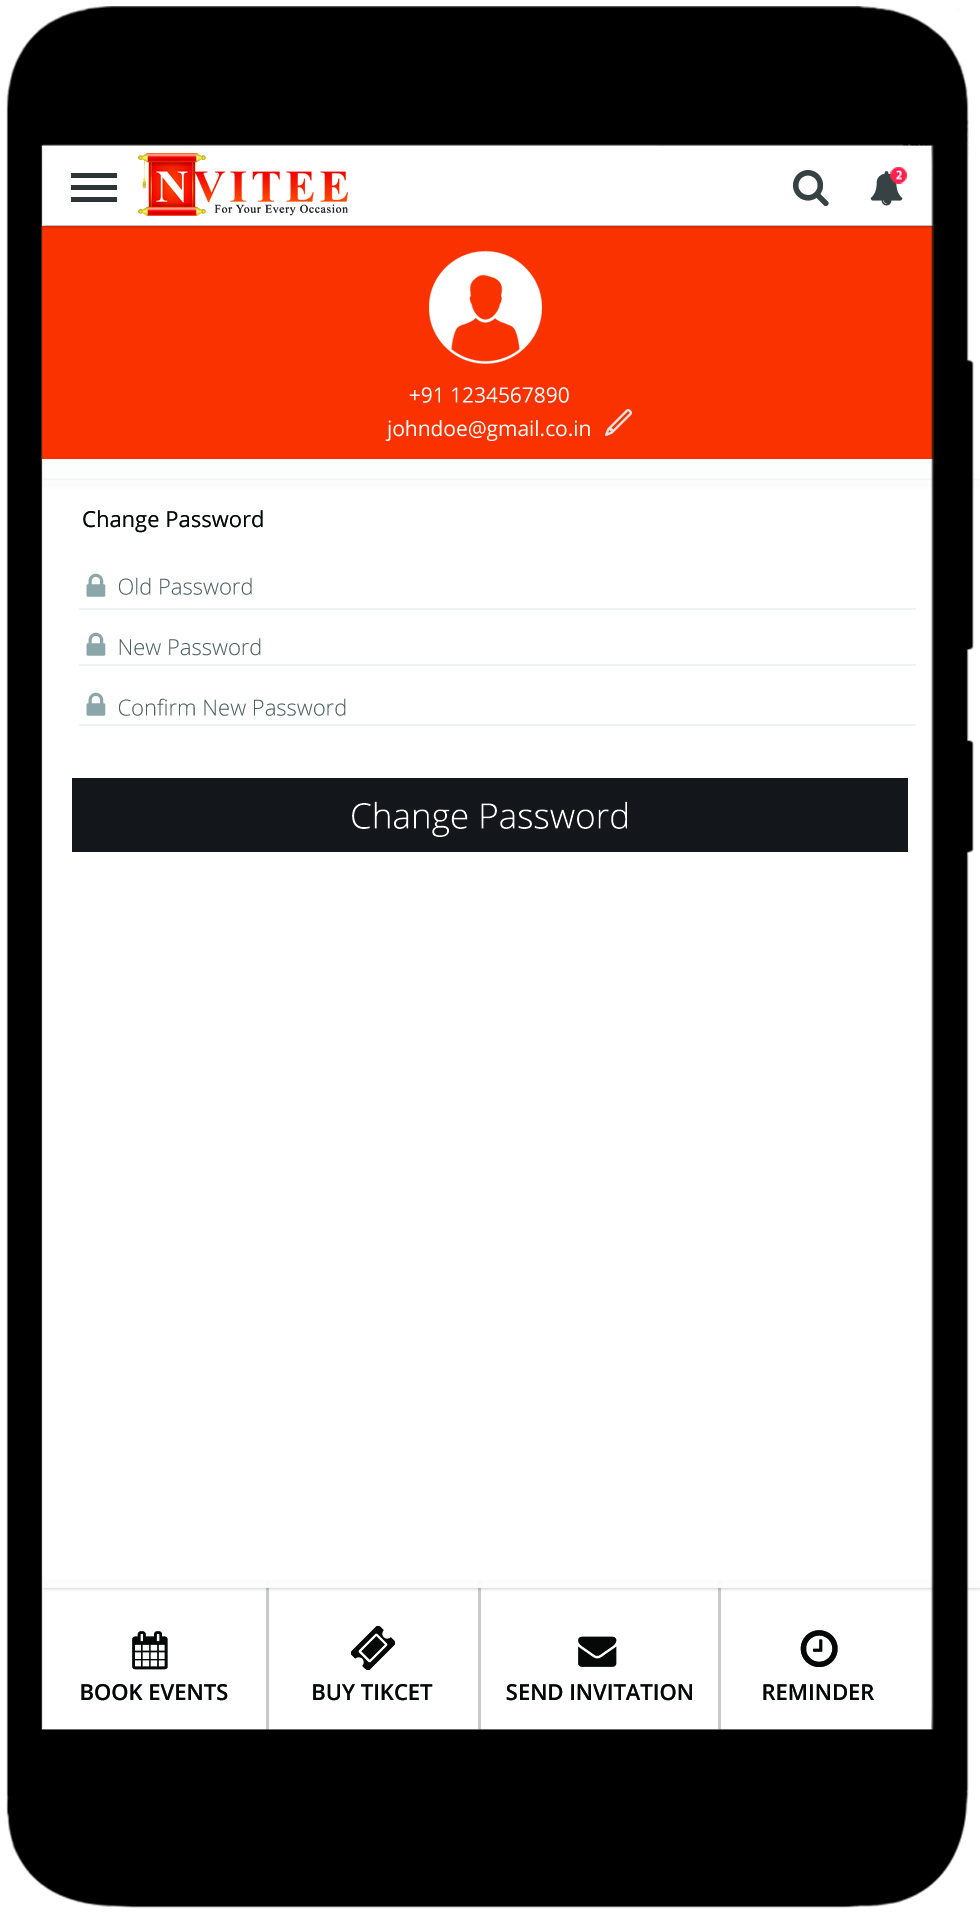 NVITEE
For Your Every Occasion
2
+91 1234567890
johndoe@gmail.co.in
Change Password
Old Password
New Password
Confirm New Password
Change Password
BOOK EVENTS
BUY TIKCET
SEND INVITATION
REMINDER